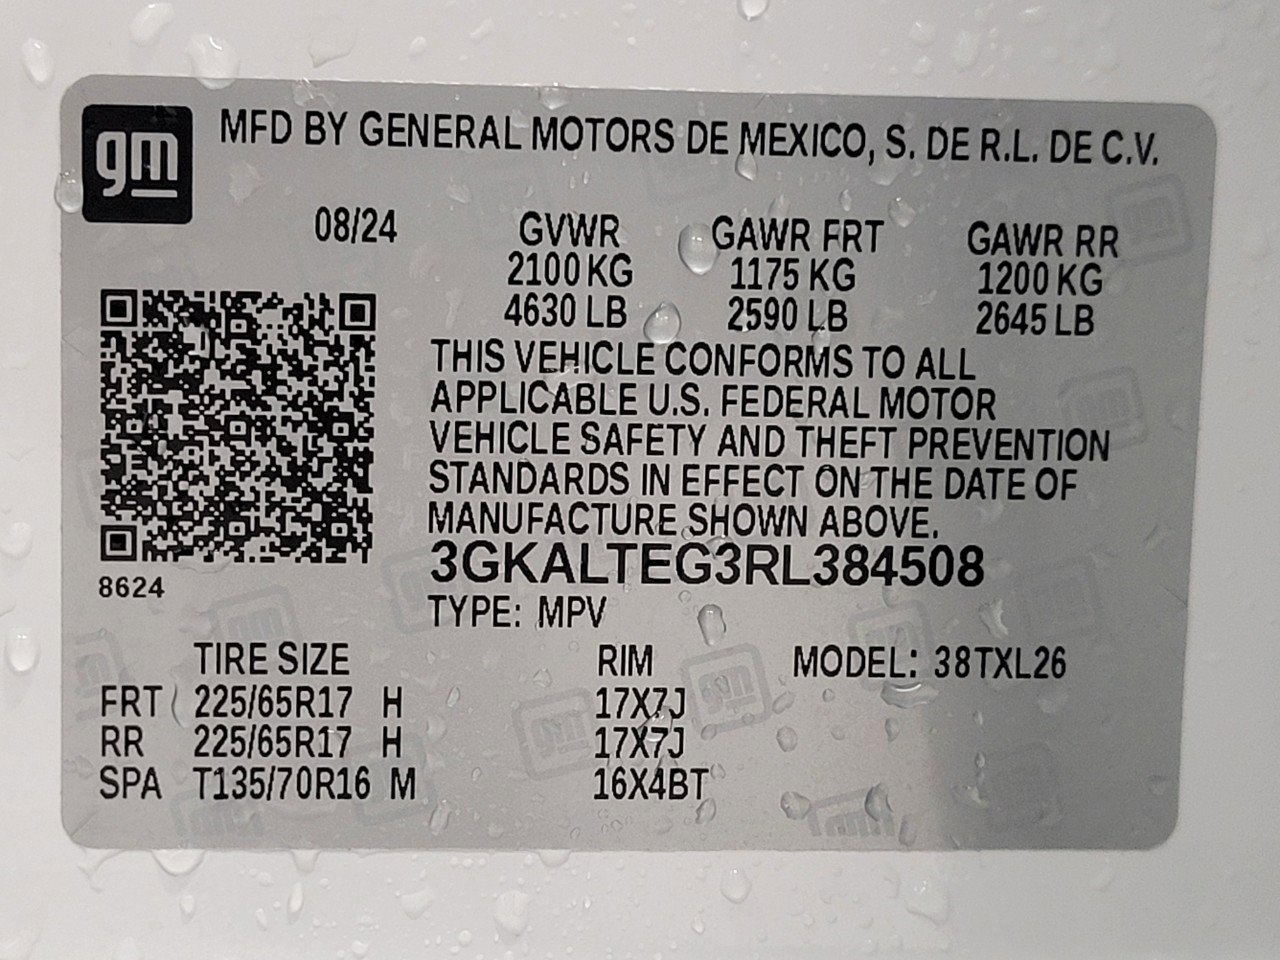 gm
MFD BY GENERAL MOTORS DE MEXICO, S. DE R.L. DE C.V.
08/24 GVWR GAWR FRT GAWR RR
2100 KG 1175 KG 1200 KG
4630 LB 2590 LB 2645 LB
THIS VEHICLE CONFORMS TO ALL
APPLICABLE U.S. FEDERAL MOTOR
VEHICLE SAFETY AND THEFT PREVENTION
STANDARDS IN EFFECT ON THE DATE OF
MANUFACTURE SHOWN ABOVE.
3GKALTEG3RL384508
8624
TYPE: MPV
TIRE SIZE RIM MODEL: 38TXL26
FRT 225/65R17 H 17X7J
RR 225/65R17 H 17X7J
SPA T135/70R16 M 16X4BT